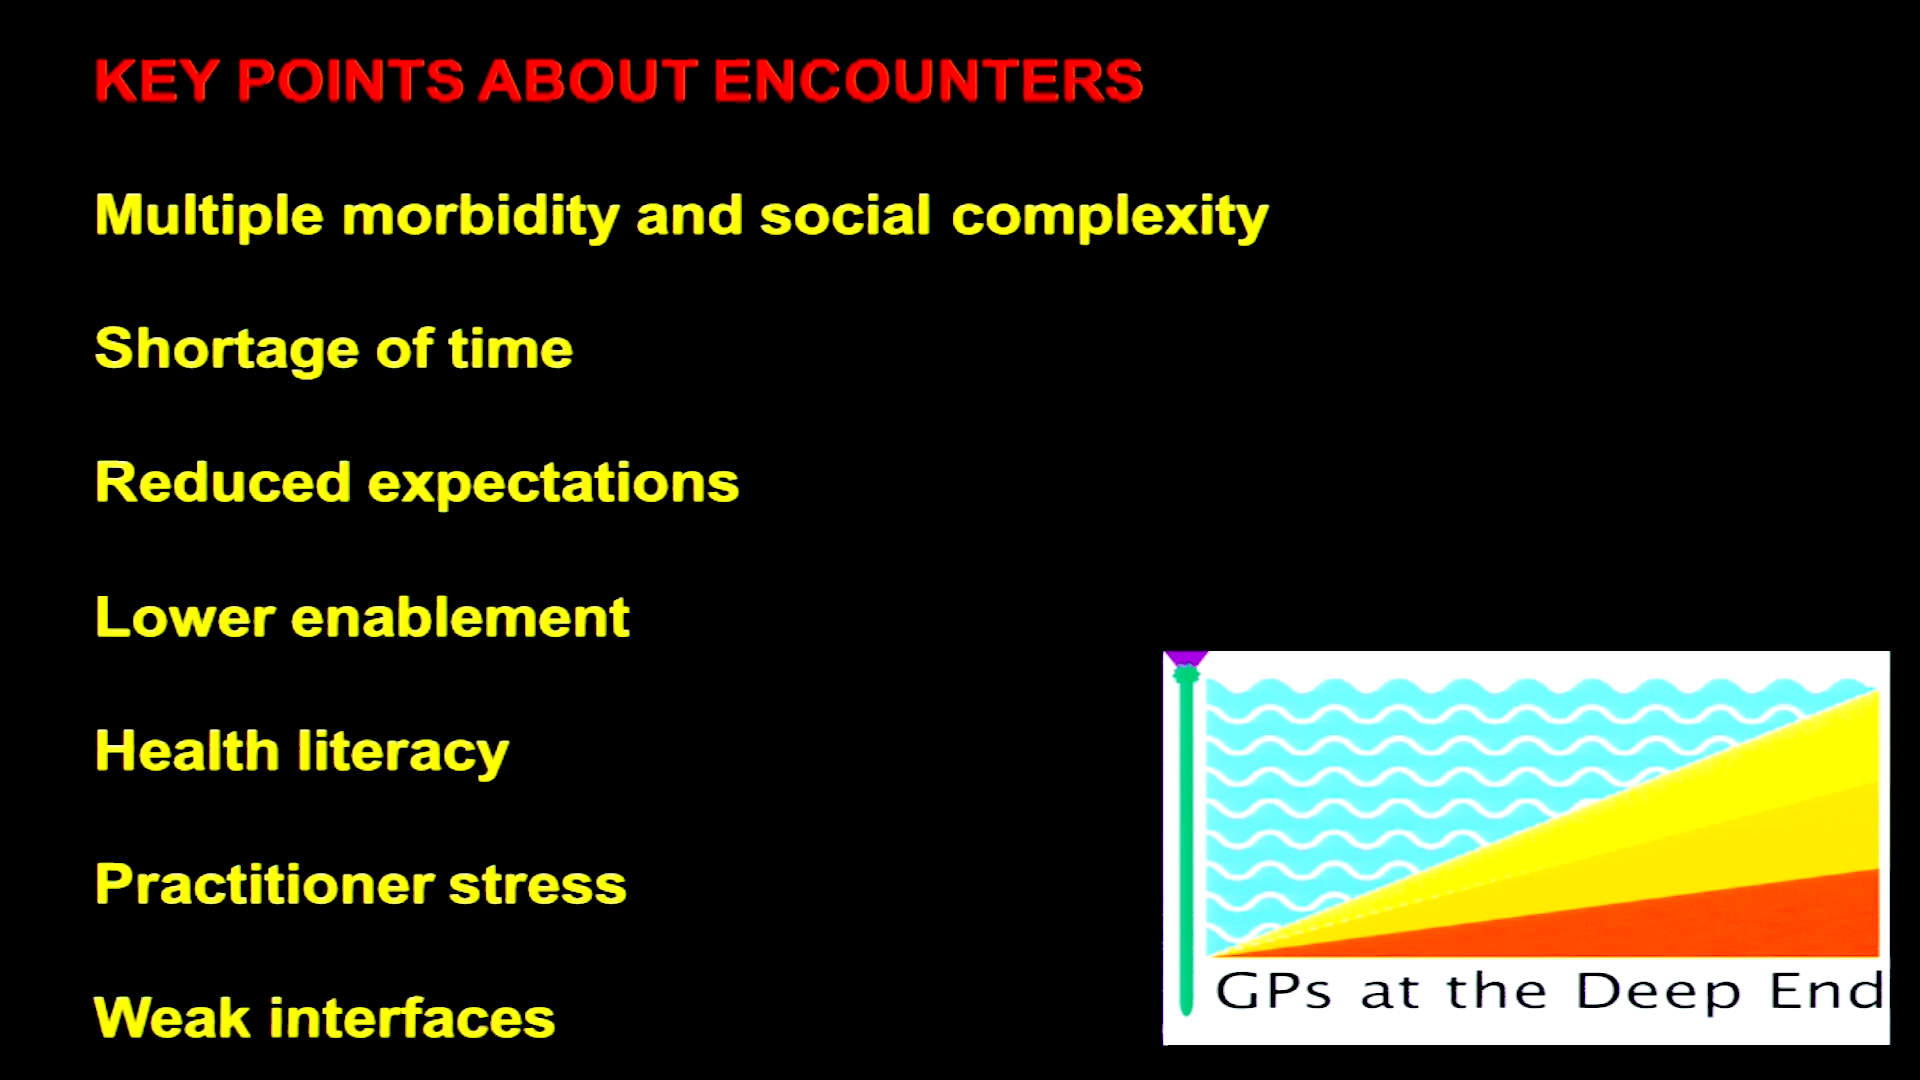 KEY POINTS ABOUT ENCOUNTERS
Multiple morbidity and social complexity
Shortage of time
Reduced expectations
Lower enablement
Health literacy
Practitioner stress
Weak interfaces
GPs at the Deep End